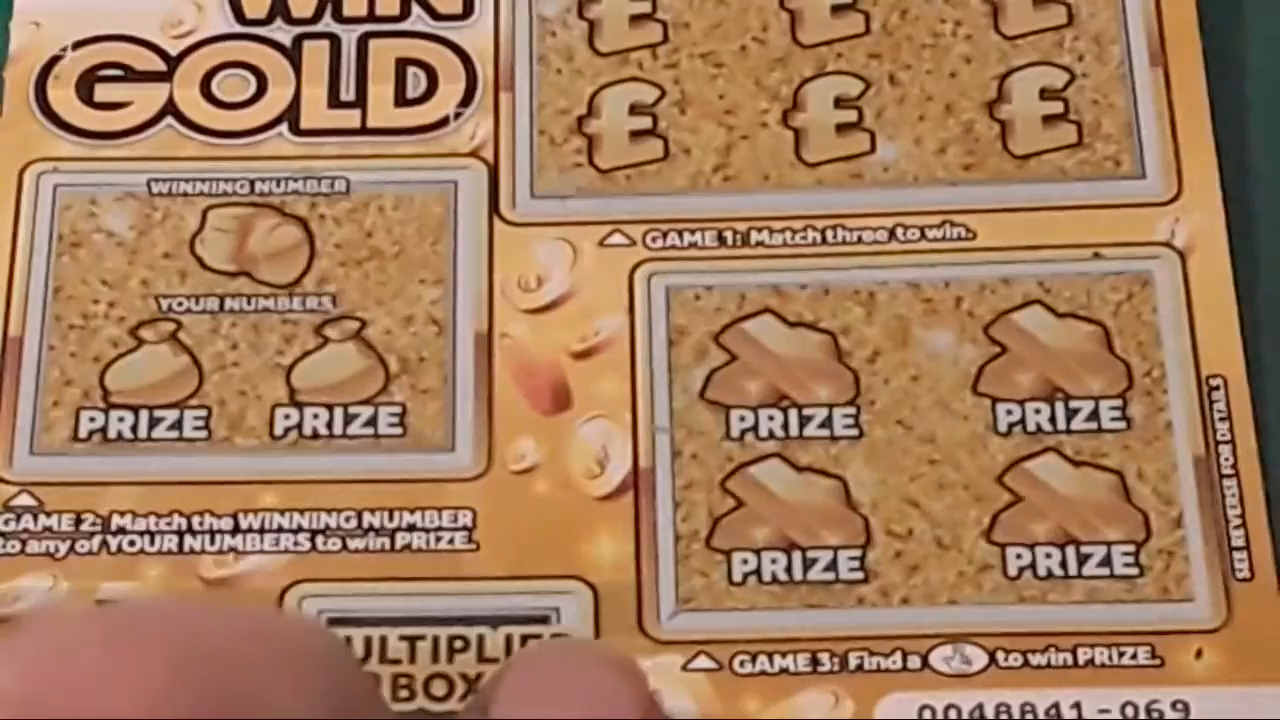 WIN
GOLD
£ £ £
£ £ £
GAME 1: Match three to win.
WINNING NUMBER
YOUR NUMBERS
PRIZE PRIZE
GAME 2: Match the WINNING NUMBER
to any of YOUR NUMBERS to win PRIZE.
PRIZE PRIZE
PRIZE PRIZE
GAME 3: Find a to win PRIZE.
SEE REVERSE FOR DETAILS
ULTIPLIE
BOX
0048841-069